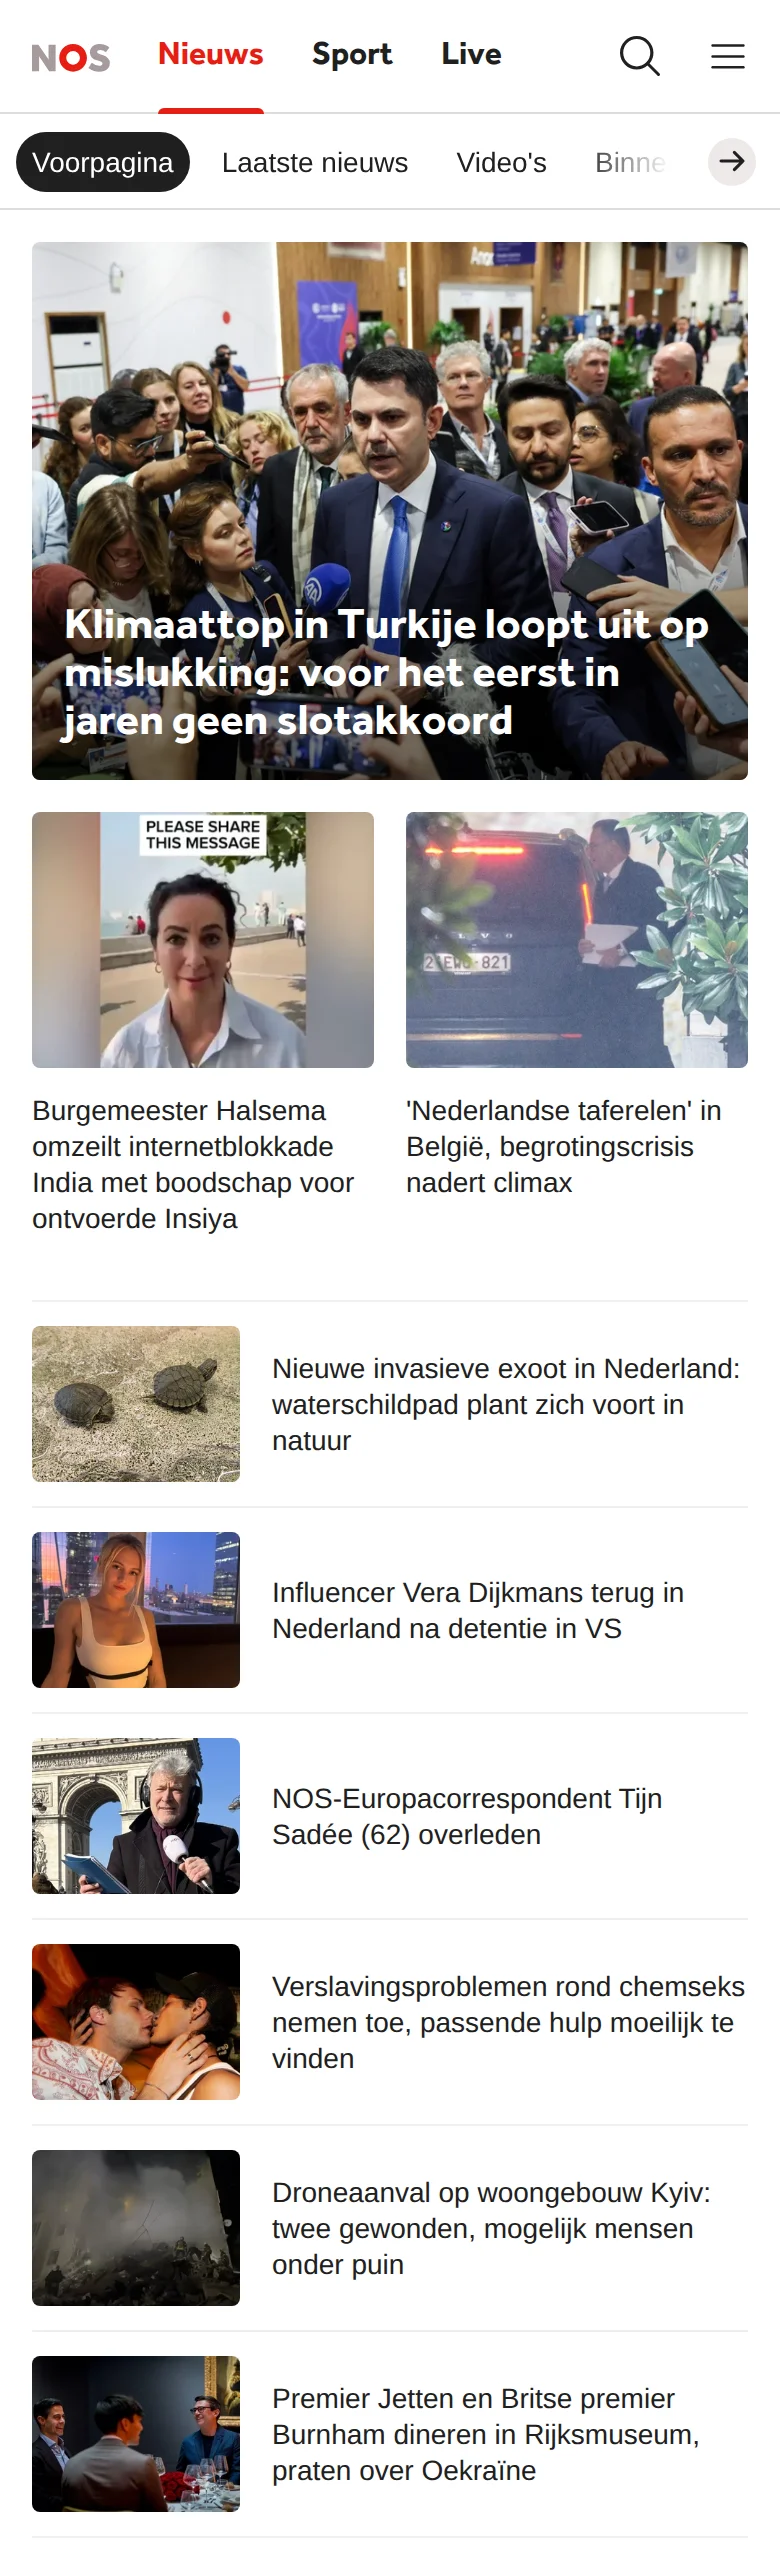 NOS Nieuws Sport Live
Voorpagina Laatste nieuws Video's Binne
Klimaattop in Turkije loopt uit op
mislukking: voor het eerst in
jaren geen slotakkoord
PLEASE SHARE
THIS MESSAGE
Burgemeester Halsema
omzeilt internetblokkade
India met boodschap voor
ontvoerde Insiya
'Nederlandse taferelen' in
België, begrotingscrisis
nadert climax
Nieuwe invasieve exoot in Nederland:
waterschildpad plant zich voort in
natuur
Influencer Vera Dijkmans terug in
Nederland na detentie in VS
NOS-Europacorrespondent Tijn
Sadée (62) overleden
Verslavingsproblemen rond chemseks
nemen toe, passende hulp moeilijk te
vinden
Droneaanval op woongebouw Kyiv:
twee gewonden, mogelijk mensen
onder puin
Premier Jetten en Britse premier
Burnham dineren in Rijksmuseum,
praten over Oekraïne